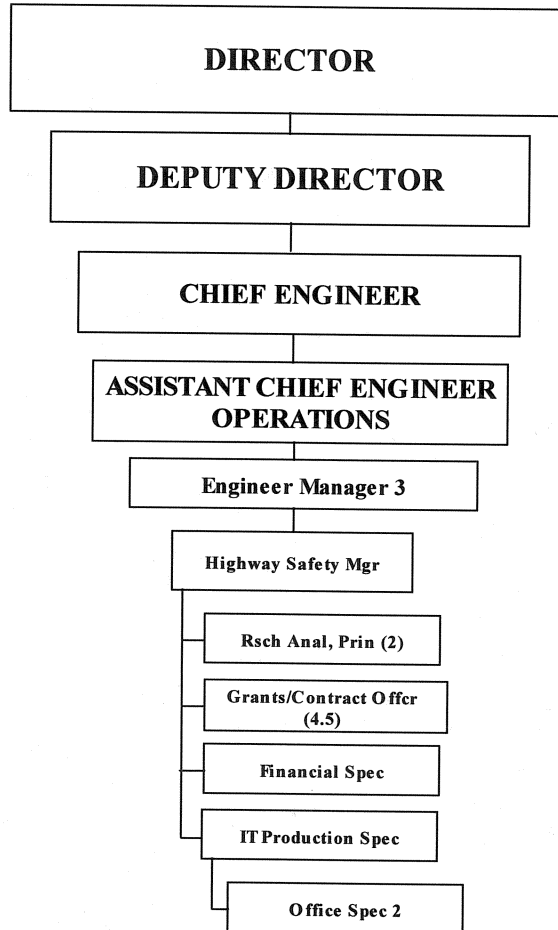 DIRECTOR
DEPUTY DIRECTOR
CHIEF ENGINEER
ASSISTANT CHIEF ENGINEER
OPERATIONS
Engineer Manager 3
Highway Safety Mgr
Rsch Anal, Prin (2)
Grants/Contract Offcr
(4.5)
Financial Spec
IT Production Spec
Office Spec 2